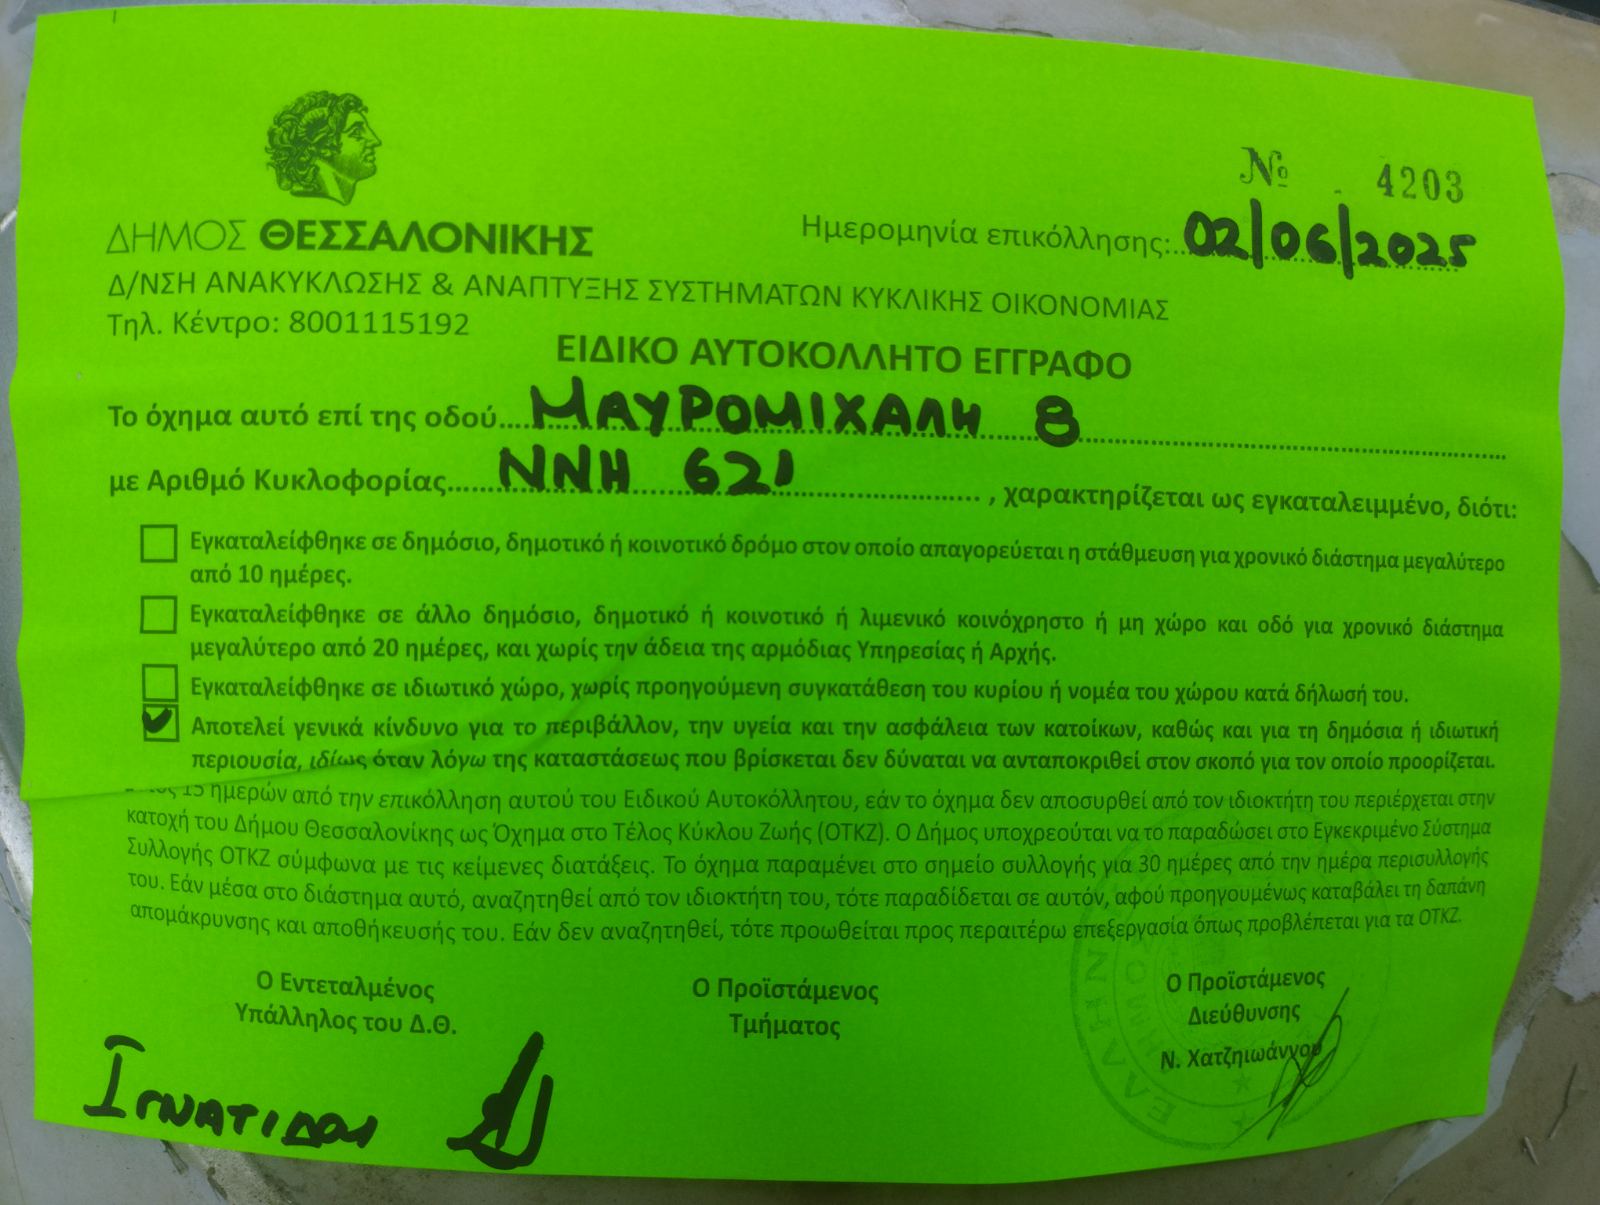 Nº 4203
ΔΗΜΟΣ ΘΕΣΣΑΛΟΝΙΚΗΣ
Ημερομηνία επικόλλησης: 02/06/2025
Δ/ΝΣΗ ΑΝΑΚΥΚΛΩΣΗΣ & ΑΝΑΠΤΥΞΗΣ ΣΥΣΤΗΜΑΤΩΝ ΚΥΚΛΙΚΗΣ ΟΙΚΟΝΟΜΙΑΣ
Τηλ. Κέντρο: 8001115192
ΕΙΔΙΚΟ ΑΥΤΟΚΟΛΛΗΤΟ ΕΓΓΡΑΦΟ
Το όχημα αυτό επί της οδού ΜΑΥΡΟΜΙΧΑΛΗ 8
με Αριθμό Κυκλοφορίας ΝΝΗ 621 , χαρακτηρίζεται ως εγκαταλειμμένο, διότι:
Εγκαταλείφθηκε σε δημόσιο, δημοτικό ή κοινοτικό δρόμο στον οποίο απαγορεύεται η στάθμευση για χρονικό διάστημα μεγαλύτερο
από 10 ημέρες.
Εγκαταλείφθηκε σε άλλο δημόσιο, δημοτικό ή κοινοτικό ή λιμενικό κοινόχρηστο ή μη χώρο και οδό για χρονικό διάστημα
μεγαλύτερο από 20 ημέρες, και χωρίς την άδεια της αρμόδιας Υπηρεσίας ή Αρχής.
Εγκαταλείφθηκε σε ιδιωτικό χώρο, χωρίς προηγούμενη συγκατάθεση του κυρίου ή νομέα του χώρου κατά δήλωσή του.
Αποτελεί γενικά κίνδυνο για το περιβάλλον, την υγεία και την ασφάλεια των κατοίκων, καθώς και για τη δημόσια ή ιδιωτική
περιουσία, ιδίως όταν λόγω της καταστάσεως που βρίσκεται δεν δύναται να ανταποκριθεί στον σκοπό για τον οποίο προορίζεται.
15 ημερών από την επικόλληση αυτού του Ειδικού Αυτοκόλλητου, εάν το όχημα δεν αποσυρθεί από τον ιδιοκτήτη του περιέρχεται στην
κατοχή του Δήμου Θεσσαλονίκης ως Όχημα στο Τέλος Κύκλου Ζωής (ΟΤΚΖ). Ο Δήμος υποχρεούται να το παραδώσει στο Εγκεκριμένο Σύστημα
Συλλογής ΟΤΚΖ σύμφωνα με τις κείμενες διατάξεις. Το όχημα παραμένει στο σημείο συλλογής για 30 ημέρες από την ημέρα περισυλλογής
του. Εάν μέσα στο διάστημα αυτό, αναζητηθεί από τον ιδιοκτήτη του, τότε παραδίδεται σε αυτόν, αφού προηγουμένως καταβάλει τη δαπάνη
απομάκρυνσης και αποθήκευσής του. Εάν δεν αναζητηθεί, τότε προωθείται προς περαιτέρω επεξεργασία όπως προβλέπεται για τα ΟΤΚΖ.
Ο Εντεταλμένος
Υπάλληλος του Δ.Θ.
Ο Προϊστάμενος
Τμήματος
Ο Προϊστάμενος
Διεύθυνσης
Ν. Χατζηιωάννου